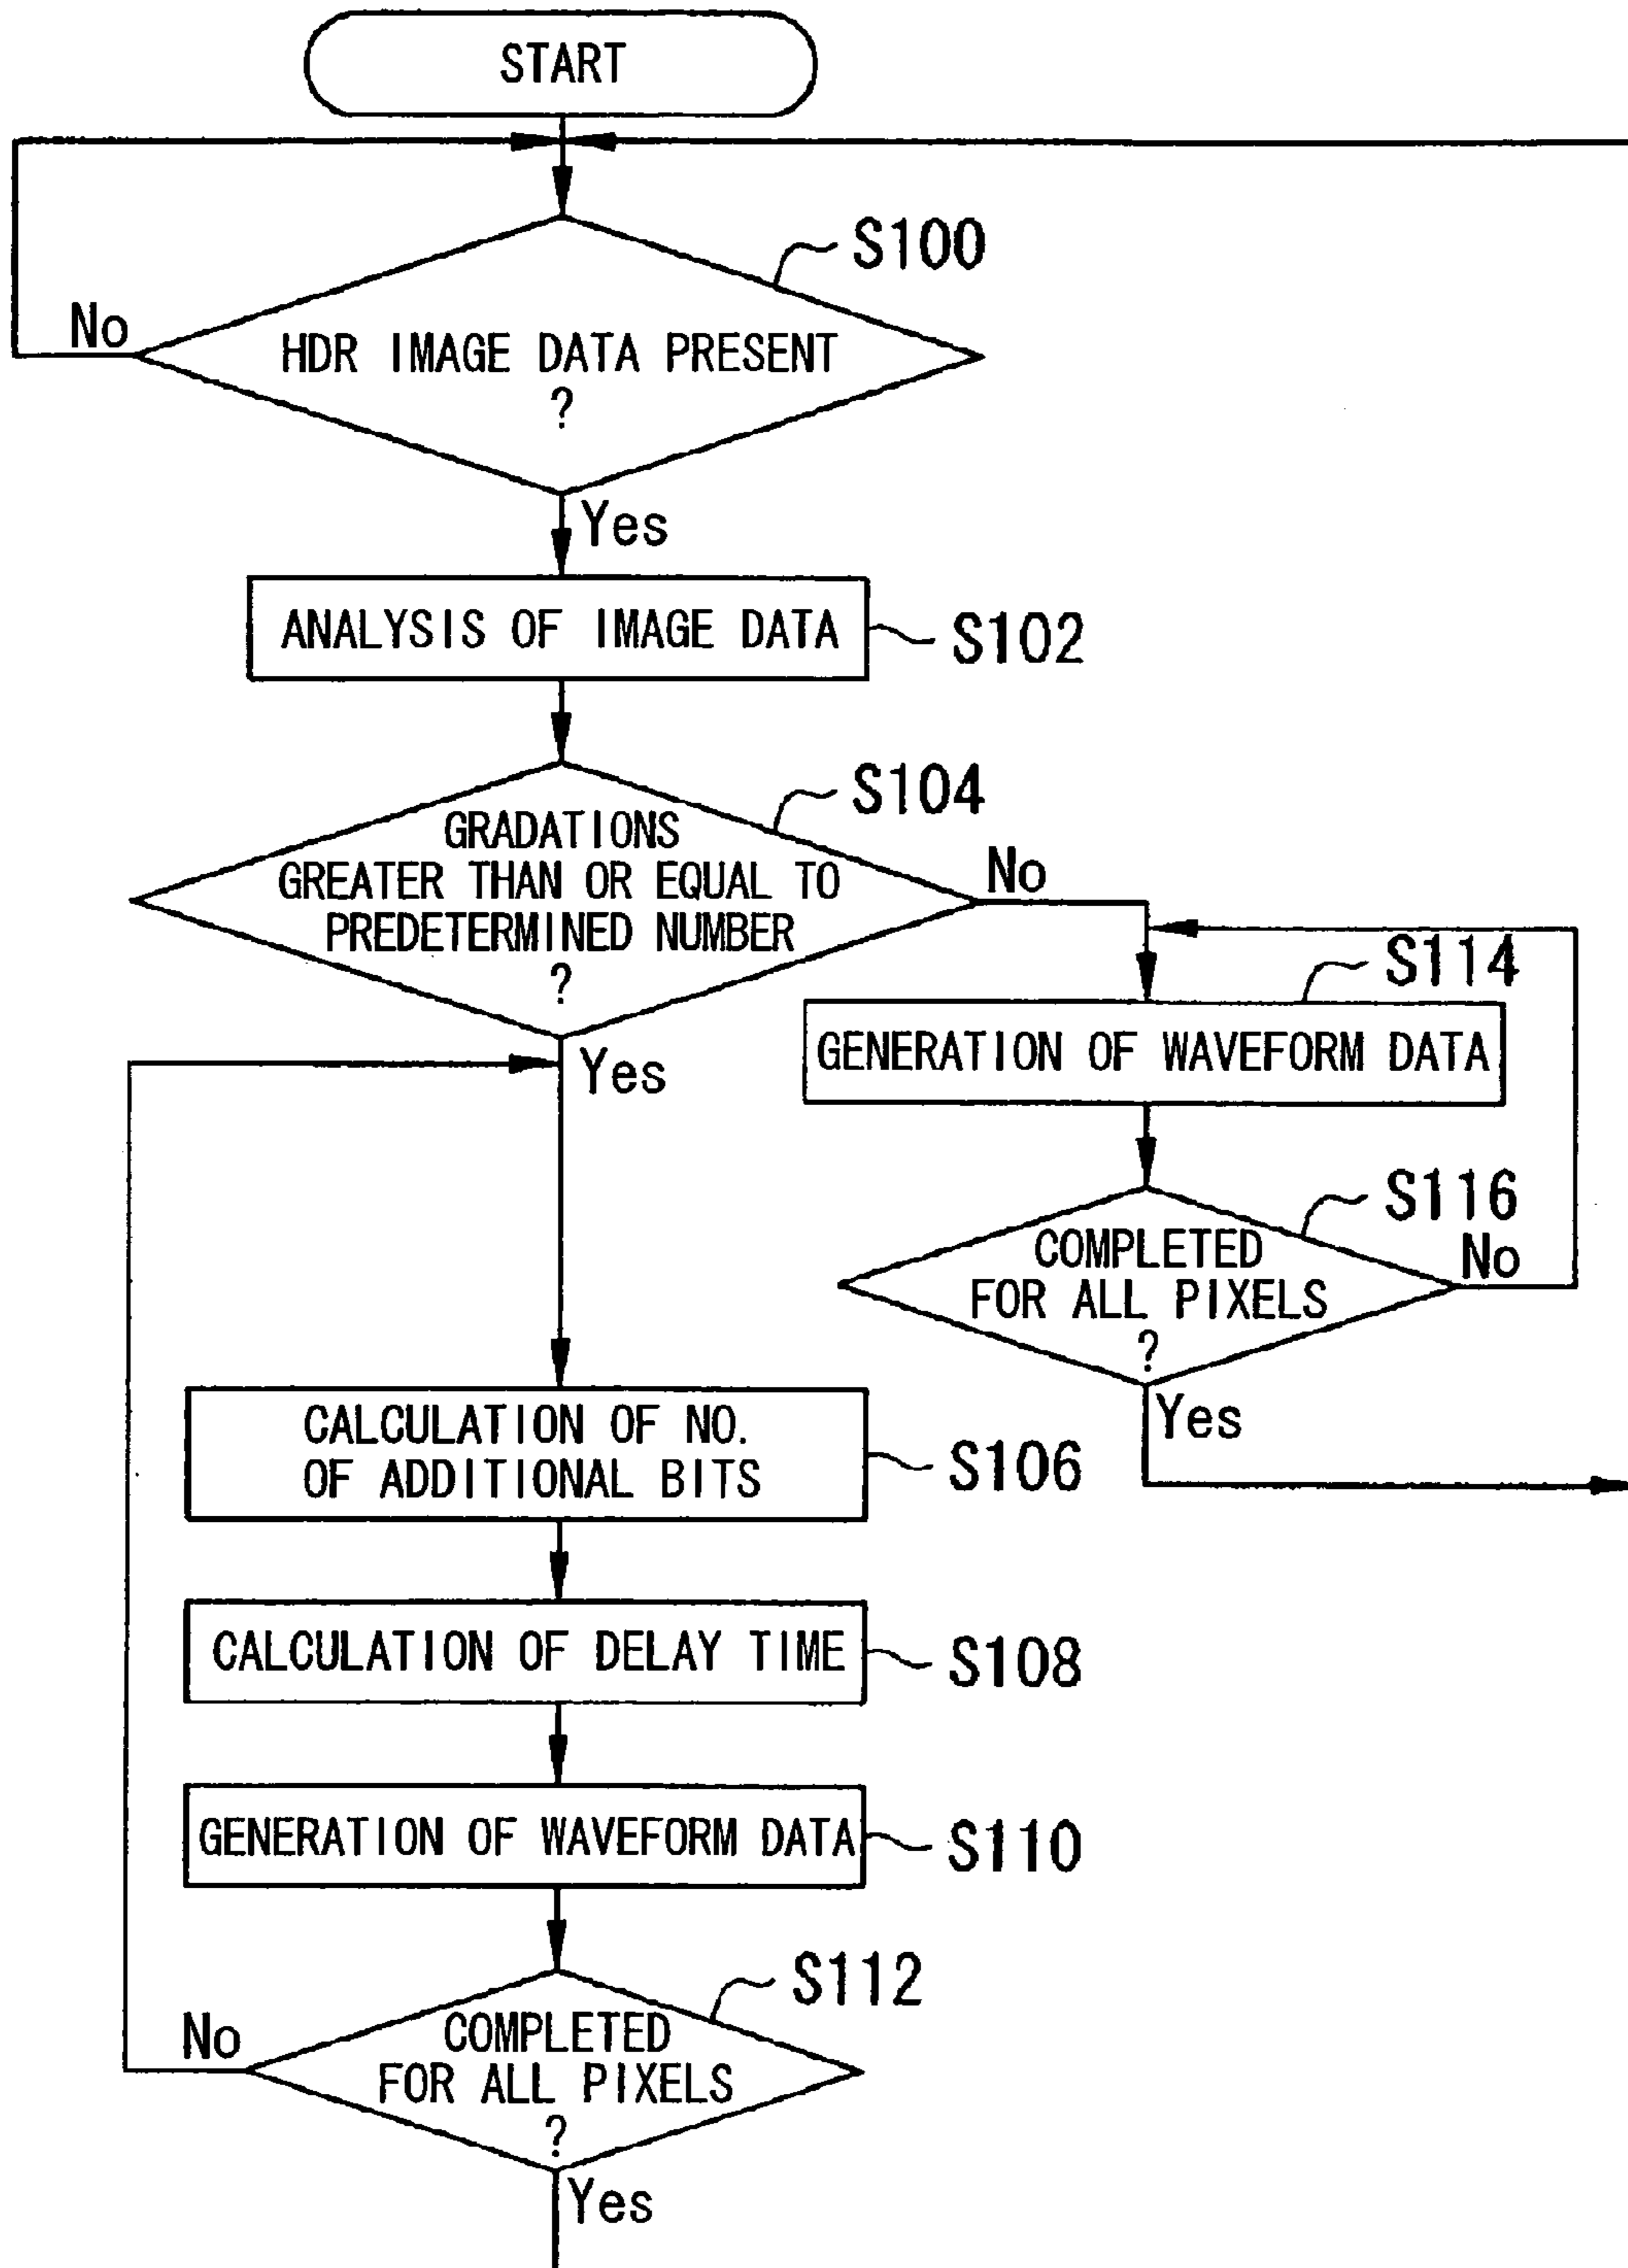 START
S100
No
HDR IMAGE DATA PRESENT
?
Yes
ANALYSIS OF IMAGE DATA
S102
S104
GRADATIONS
GREATER THAN OR EQUAL TO
PREDETERMINED NUMBER
?
No
Yes
S114
GENERATION OF WAVEFORM DATA
S116
COMPLETED
FOR ALL PIXELS
?
No
Yes
CALCULATION OF NO.
OF ADDITIONAL BITS
S106
CALCULATION OF DELAY TIME
S108
GENERATION OF WAVEFORM DATA
S110
S112
No
COMPLETED
FOR ALL PIXELS
?
Yes